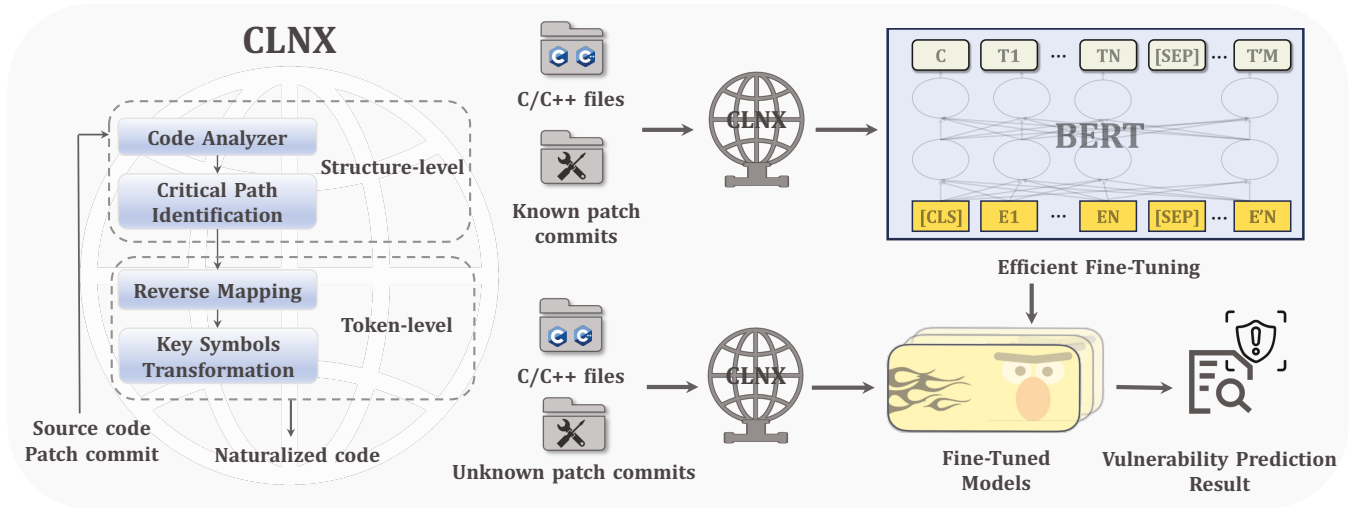 CLNX
Code Analyzer
Critical Path
Identification
Structure-level
Reverse Mapping
Key Symbols
Transformation
Token-level
Source code
Patch commit
Naturalized code
C C
C/C++ files
Known patch
commits
CLNX
C T1 ... TN [SEP] ... T'M
BERT
[CLS] E1 ... EN [SEP] ... E'N
Efficient Fine-Tuning
C C
C/C++ files
Unknown patch commits
CLNX
Fine-Tuned
Models
Vulnerability Prediction
Result